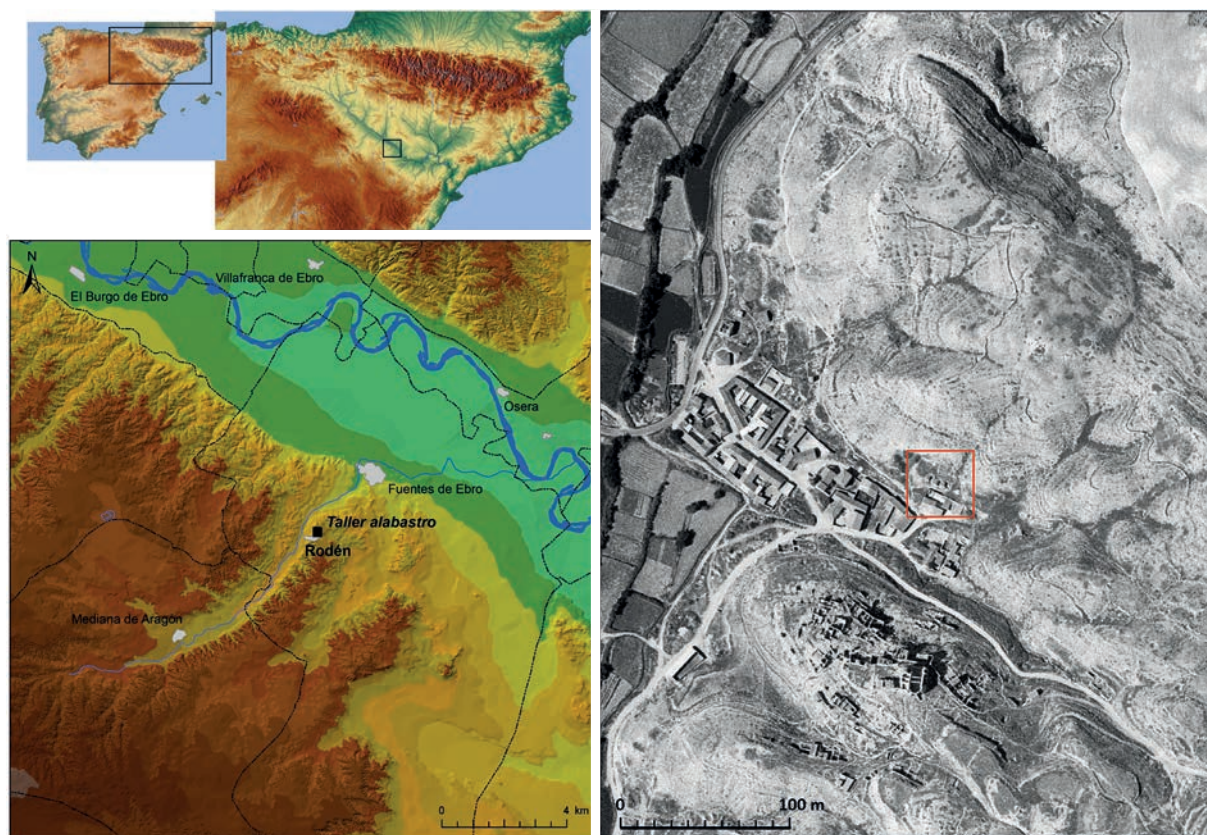 N
El Burgo de Ebro
Villafranca de Ebro
Osera
Fuentes de Ebro
Taller alabastro
Rodén
Mediana de Aragón
0 4 km
0 100 m